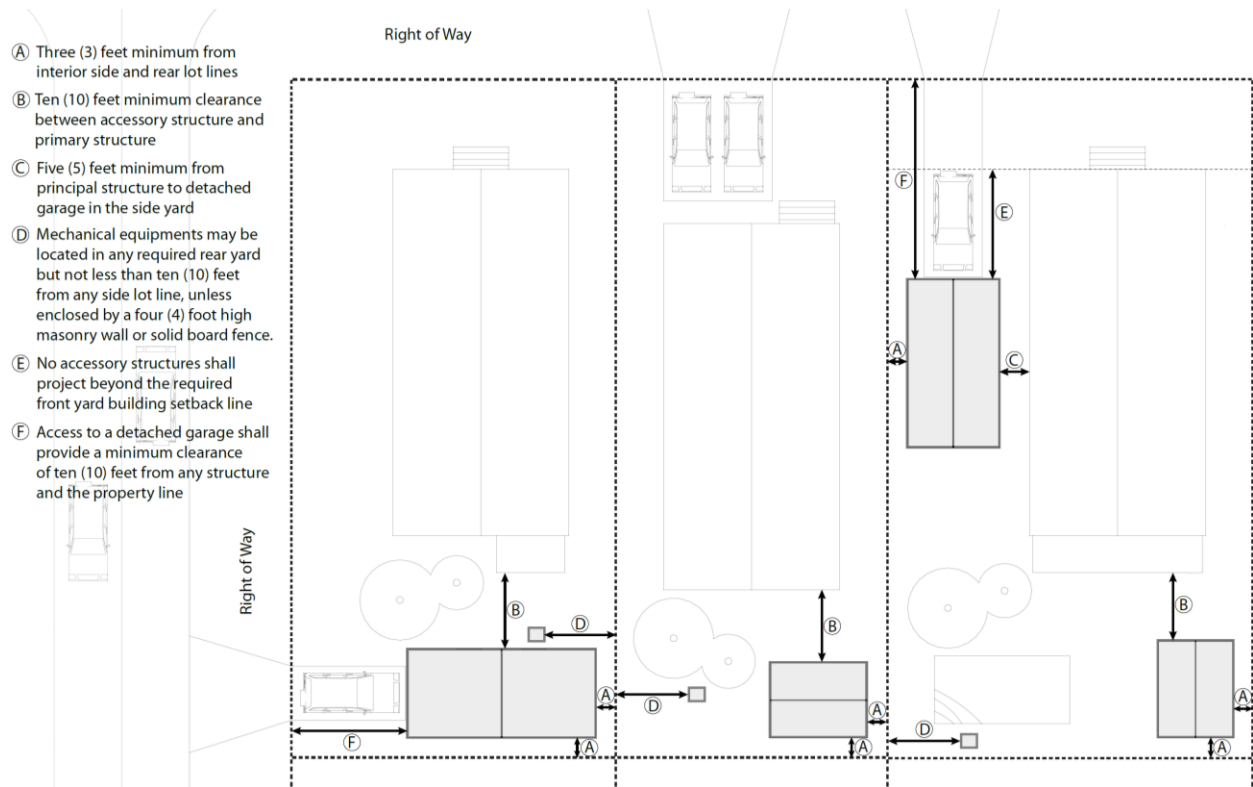 Right of Way
Ⓐ Three (3) feet minimum from
interior side and rear lot lines
Ⓑ Ten (10) feet minimum clearance
between accessory structure and
primary structure
Ⓒ Five (5) feet minimum from
principal structure to detached
garage in the side yard
Ⓓ Mechanical equipments may be
located in any required rear yard
but not less than ten (10) feet
from any side lot line, unless
enclosed by a four (4) foot high
masonry wall or solid board fence.
Ⓔ No accessory structures shall
project beyond the required
front yard building setback line
Ⓕ Access to a detached garage shall
provide a minimum clearance
of ten (10) feet from any structure
and the property line
Right of Way
Ⓕ
Ⓔ
Ⓐ
Ⓒ
Ⓑ
Ⓓ
Ⓑ
Ⓑ
Ⓐ
Ⓓ
Ⓐ
Ⓐ
Ⓕ
Ⓐ
Ⓐ
Ⓓ
Ⓐ